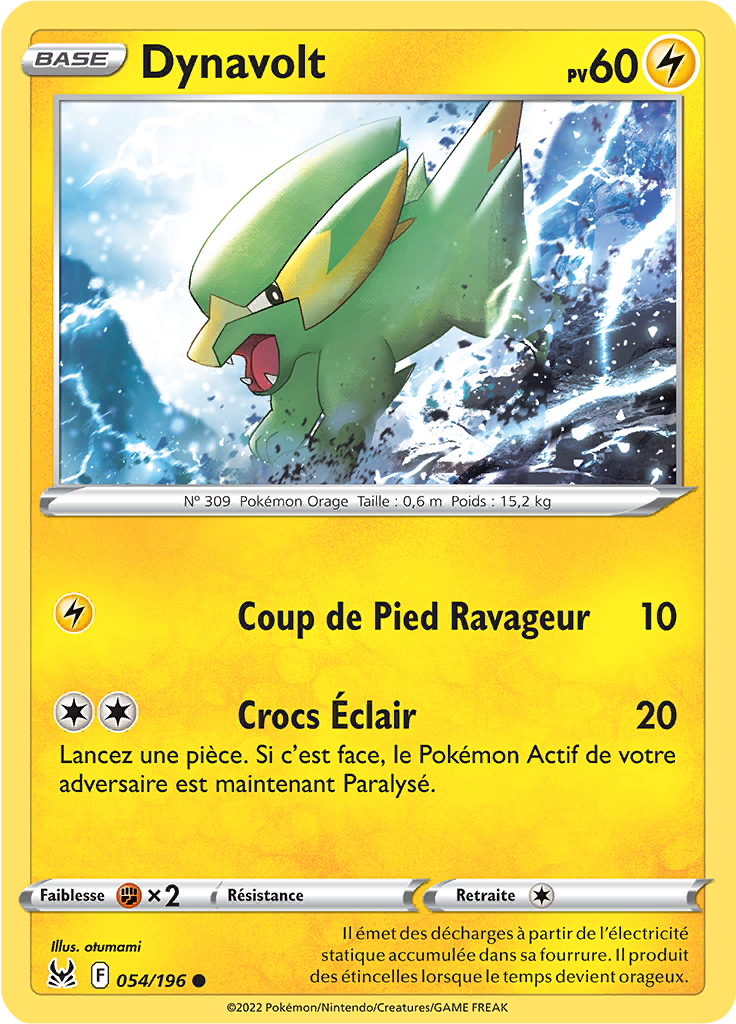 BASE
Dynavolt
PV60
Nº 309 Pokémon Orage Taille : 0,6 m Poids : 15,2 kg
Coup de Pied Ravageur 10
Crocs Éclair 20
Lancez une pièce. Si c'est face, le Pokémon Actif de votre
adversaire est maintenant Paralysé.
Faiblesse ×2 Résistance Retraite
Illus. otumami
F 054/196
Il émet des décharges à partir de l'électricité
statique accumulée dans sa fourrure. Il produit
des étincelles lorsque le temps devient orageux.
©2022 Pokémon/Nintendo/Creatures/GAME FREAK